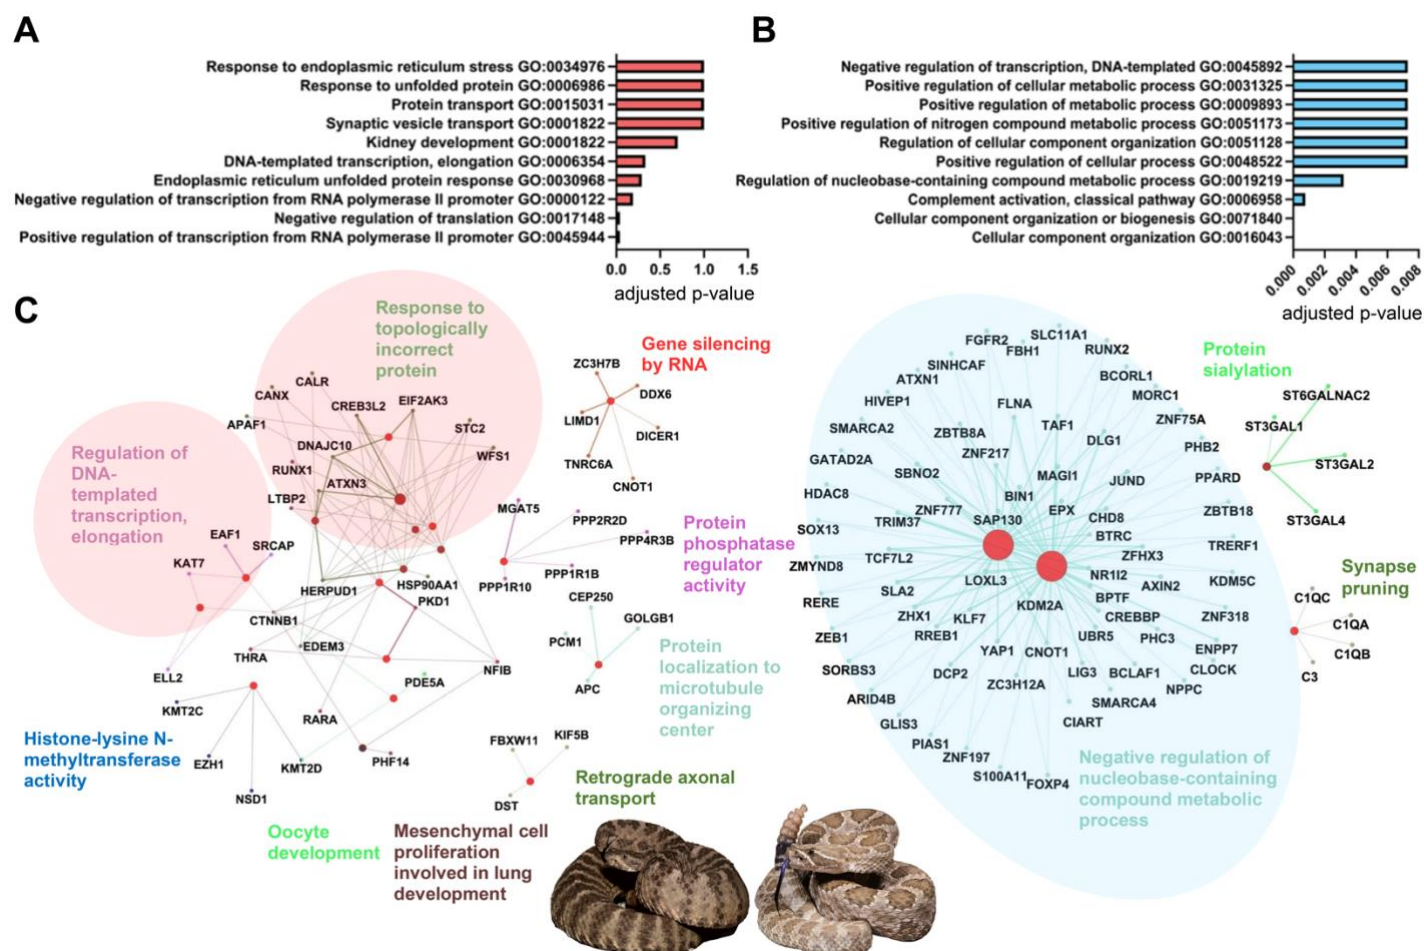 A
Response to endoplasmic reticulum stress GO:0034976
Response to unfolded protein GO:0006986
Protein transport GO:0015031
Synaptic vesicle transport GO:0001822
Kidney development GO:0001822
DNA-templated transcription, elongation GO:0006354
Endoplasmic reticulum unfolded protein response GO:0030968
Negative regulation of transcription from RNA polymerase II promoter GO:0000122
Negative regulation of translation GO:0017148
Positive regulation of transcription from RNA polymerase II promoter GO:0045944
0.0 0.5 1.0 1.5
adjusted p-value
B
Negative regulation of transcription, DNA-templated GO:0045892
Positive regulation of cellular metabolic process GO:0031325
Positive regulation of metabolic process GO:0009893
Positive regulation of nitrogen compound metabolic process GO:0051173
Regulation of cellular component organization GO:0051128
Positive regulation of cellular process GO:0048522
Regulation of nucleobase-containing compound metabolic process GO:0019219
Complement activation, classical pathway GO:0006958
Cellular component organization or biogenesis GO:0071840
Cellular component organization GO:0016043
0.000 0.002 0.004 0.006 0.008
adjusted p-value
C
Response to
topologically
incorrect
protein
CALR
CANX
CREB3L2
EIF2AK3
APAF1
STC2
DNAJC10
WFS1
RUNX1
ATXN3
LTBP2
Regulation of
DNA-
templated
transcription,
elongation
EAF1
SRCAP
KAT7
HERPUD1
HSP90AA1
PKD1
CTNNB1
EDEM3
THRA
NFIB
ELL2
PDE5A
KMT2C
RARA
Histone-lysine N-
methyltransferase
activity
EZH1
KMT2D
PHF14
NSD1
Oocyte
development
Mesenchymal cell
proliferation
involved in lung
development
Gene silencing
by RNA
ZC3H7B
DDX6
LIMD1
DICER1
TNRC6A
CNOT1
MGAT5
PPP2R2D
PPP4R3B
Protein
phosphatase
regulator
activity
PPP1R10
PPP1R1B
CEP250
GOLGB1
PCM1
APC
Protein
localization to
microtubule
organizing
center
FBXW11
KIF5B
DST
Retrograde axonal
transport
SLC11A1
FGFR2
FBH1
RUNX2
SINHCAF
BCORL1
ATXN1
MORC1
HIVEP1
FLNA
ZNF75A
SMARCA2
ZBTB8A
TAF1
DLG1
PHB2
ZNF217
GATAD2A
SBNO2
MAGI1
JUND
PPARD
HDAC8
BIN1
ZNF777
EPX
ZBTB18
SOX13
TRIM37
SAP130
CHD8
BTRC
TRERF1
TCF7L2
ZFHX3
ZMYND8
NR1I2
KDM5C
LOXL3
AXIN2
SLA2
BPTF
RERE
KDM2A
ZHX1
KLF7
CREBBP
ZNF318
ZEB1
RREB1
UBR5
PHC3
YAP1
CNOT1
ENPP7
SORBS3
DCP2
LIG3
BCLAF1
CLOCK
ZC3H12A
NPPC
ARID4B
SMARCA4
GLIS3
CIART
PIAS1
ZNF197
S100A11
FOXP4
Negative regulation of
nucleobase-containing
compound metabolic
process
Protein
sialylation
ST6GALNAC2
ST3GAL1
ST3GAL2
ST3GAL4
Synapse
pruning
C1QC
C1QA
C1QB
C3